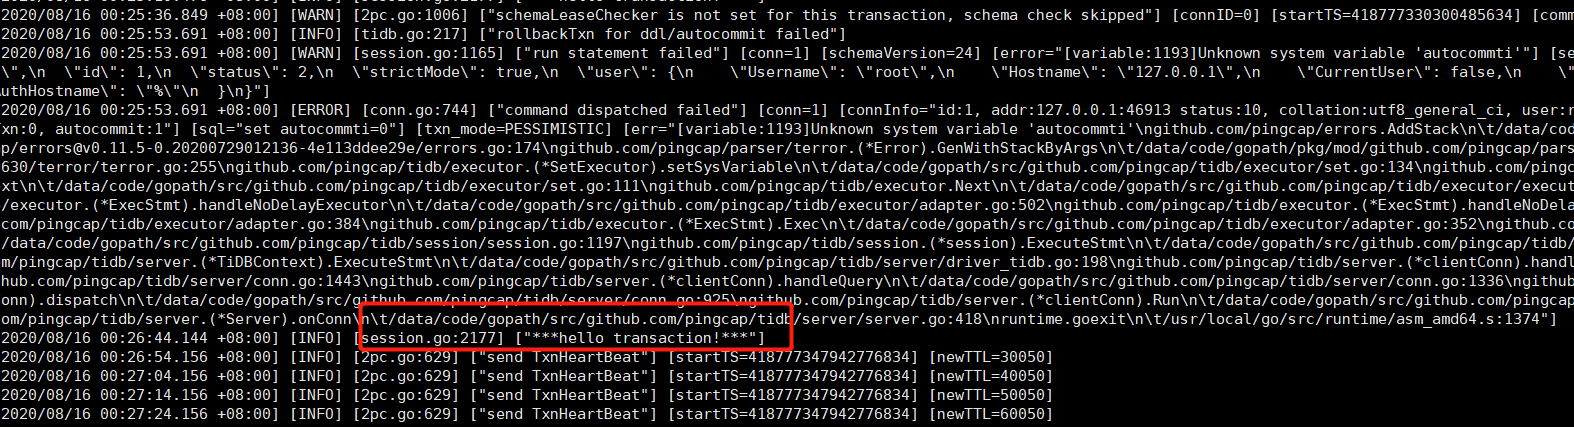 2020/08/16 00:25:36.849 +08:00] [WARN] [2pc.go:1006] ["schemaLeaseChecker is not set for this transaction, schema check skipped"] [connID=0] [startTS=418777330300485634] [comm
2020/08/16 00:25:53.691 +08:00] [INFO] [tidb.go:217] ["rollbackTxn for ddl/autocommit failed"]
2020/08/16 00:25:53.691 +08:00] [WARN] [session.go:1165] ["run statement failed"] [conn=1] [schemaVersion=24] [error="[variable:1193]Unknown system variable 'autocommti'"] [se
\",\n  \"id\": 1,\n  \"status\": 2,\n  \"strictMode\": true,\n  \"user\": {\n    \"Username\": \"root\",\n    \"Hostname\": \"127.0.0.1\",\n    \"CurrentUser\": false,\n    \"
uthHostname\": \"%\"\n  }\n}"]
2020/08/16 00:25:53.691 +08:00] [ERROR] [conn.go:744] ["command dispatched failed"] [conn=1] [connInfo="id:1, addr:127.0.0.1:46913 status:10, collation:utf8_general_ci, user:r
xn:0, autocommit:1"] [sql="set autocommti=0"] [txn_mode=PESSIMISTIC] [err="[variable:1193]Unknown system variable 'autocommti'\ngithub.com/pingcap/errors.AddStack\n\t/data/cod
p/errors@v0.11.5-0.20200729012136-4e113ddee29e/errors.go:174\ngithub.com/pingcap/parser/terror.(*Error).GenWithStackByArgs\n\t/data/code/gopath/pkg/mod/github.com/pingcap/pars
630/terror/terror.go:255\ngithub.com/pingcap/tidb/executor.(*SetExecutor).setSysVariable\n\t/data/code/gopath/src/github.com/pingcap/tidb/executor/set.go:134\ngithub.com/pingc
ext\n\t/data/code/gopath/src/github.com/pingcap/tidb/executor/set.go:111\ngithub.com/pingcap/tidb/executor.Next\n\t/data/code/gopath/src/github.com/pingcap/tidb/executor/execut
/executor.(*ExecStmt).handleNoDelayExecutor\n\t/data/code/gopath/src/github.com/pingcap/tidb/executor/adapter.go:502\ngithub.com/pingcap/tidb/executor.(*ExecStmt).handleNoDela
com/pingcap/tidb/executor/adapter.go:384\ngithub.com/pingcap/tidb/executor.(*ExecStmt).Exec\n\t/data/code/gopath/src/github.com/pingcap/tidb/executor/adapter.go:352\ngithub.co
/data/code/gopath/src/github.com/pingcap/tidb/session/session.go:1197\ngithub.com/pingcap/tidb/session.(*session).ExecuteStmt\n\t/data/code/gopath/src/github.com/pingcap/tidb/
m/pingcap/tidb/server.(*TiDBContext).ExecuteStmt\n\t/data/code/gopath/src/github.com/pingcap/tidb/server/driver_tidb.go:198\ngithub.com/pingcap/tidb/server.(*clientConn).handl
hub.com/pingcap/tidb/server/conn.go:1443\ngithub.com/pingcap/tidb/server.(*clientConn).handleQuery\n\t/data/code/gopath/src/github.com/pingcap/tidb/server/conn.go:1336\ngithub
onn).dispatch\n\t/data/code/gopath/src/github.com/pingcap/tidb/server/conn.go:925\ngithub.com/pingcap/tidb/server.(*clientConn).Run\n\t/data/code/gopath/src/github.com/pingcap
om/pingcap/tidb/server.(*Server).onConn\n\t/data/code/gopath/src/github.com/pingcap/tidb/server/server.go:418\nruntime.goexit\n\t/usr/local/go/src/runtime/asm_amd64.s:1374"]
2020/08/16 00:26:44.144 +08:00] [INFO] [session.go:2177] ["***hello transaction!***"]
2020/08/16 00:26:54.156 +08:00] [INFO] [2pc.go:629] ["send TxnHeartBeat"] [startTS=418777347942776834] [newTTL=30050]
2020/08/16 00:27:04.156 +08:00] [INFO] [2pc.go:629] ["send TxnHeartBeat"] [startTS=418777347942776834] [newTTL=40050]
2020/08/16 00:27:14.156 +08:00] [INFO] [2pc.go:629] ["send TxnHeartBeat"] [startTS=418777347942776834] [newTTL=50050]
2020/08/16 00:27:24.156 +08:00] [INFO] [2pc.go:629] ["send TxnHeartBeat"] [startTS=418777347942776834] [newTTL=60050]